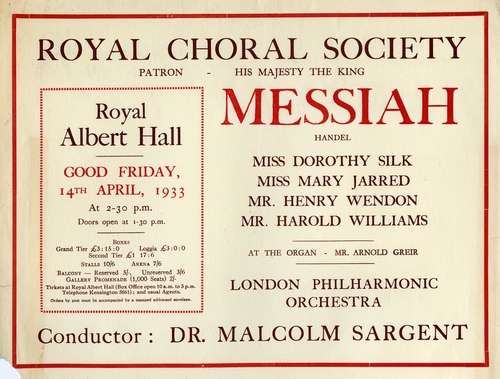 ROYAL CHORAL SOCIETY
PATRON - HIS MAJESTY THE KING
Royal
Albert Hall
GOOD FRIDAY,
14TH APRIL, 1933
At 2-30 p.m.
Doors open at 1-30 p.m.
BOXES
Grand Tier £3:15:0 Loggia £3:0:0
Second Tier £1 17:6
STALLS 10/6 ARENA 7/6
BALCONY — Reserved 5/, Unreserved 3/6
GALLERY PROMENADE (1,000 Seats) 2/-
Tickets at Royal Albert Hall (Box Office open 10 a.m. to 5 p.m.
Telephone Kensington 3661); and usual Agents.
Orders by post must be accompanied by a stamped addressed envelope.
MESSIAH
HANDEL
MISS DOROTHY SILK
MISS MARY JARRED
MR. HENRY WENDON
MR. HAROLD WILLIAMS
AT THE ORGAN - MR. ARNOLD GREIR
LONDON PHILHARMONIC
ORCHESTRA
Conductor : DR. MALCOLM SARGENT